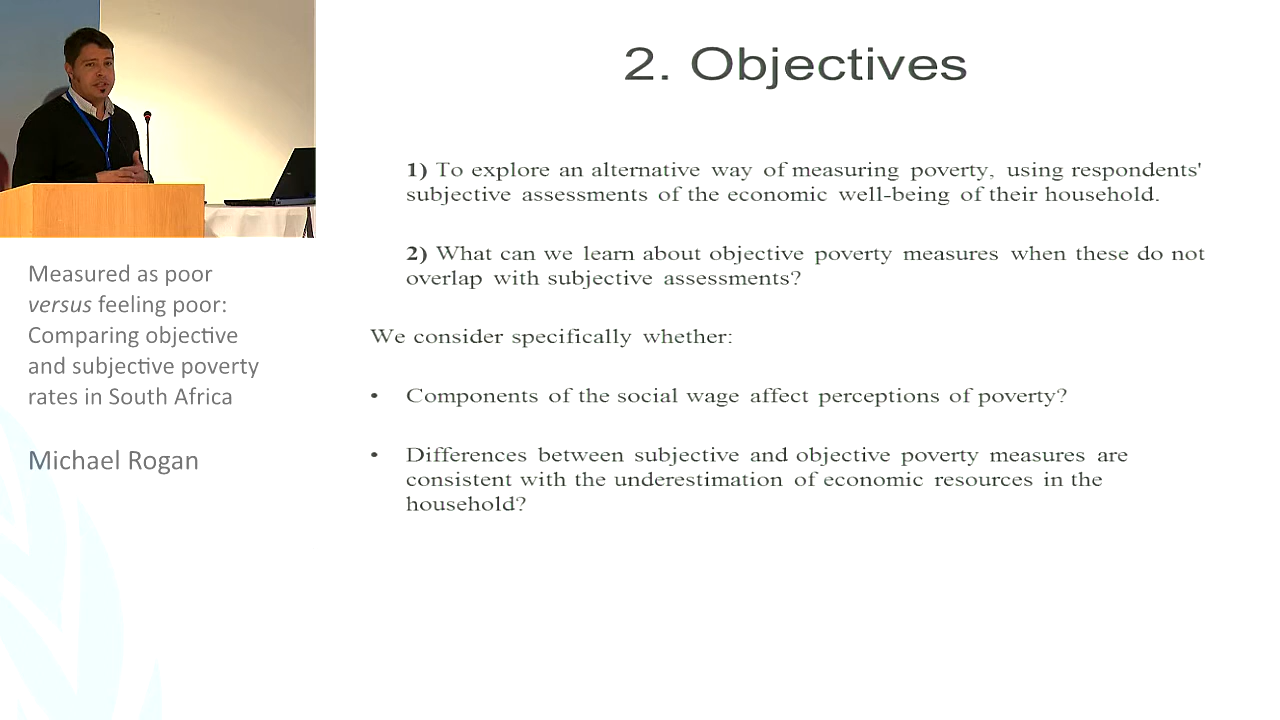 2. Objectives
1) To explore an alternative way of measuring poverty, using respondents'
subjective assessments of the economic well-being of their household.
2) What can we learn about objective poverty measures when these do not
overlap with subjective assessments?
We consider specifically whether:
• Components of the social wage affect perceptions of poverty?
• Differences between subjective and objective poverty measures are
consistent with the underestimation of economic resources in the
household?
Measured as poor
versus feeling poor:
Comparing objective
and subjective poverty
rates in South Africa
Michael Rogan